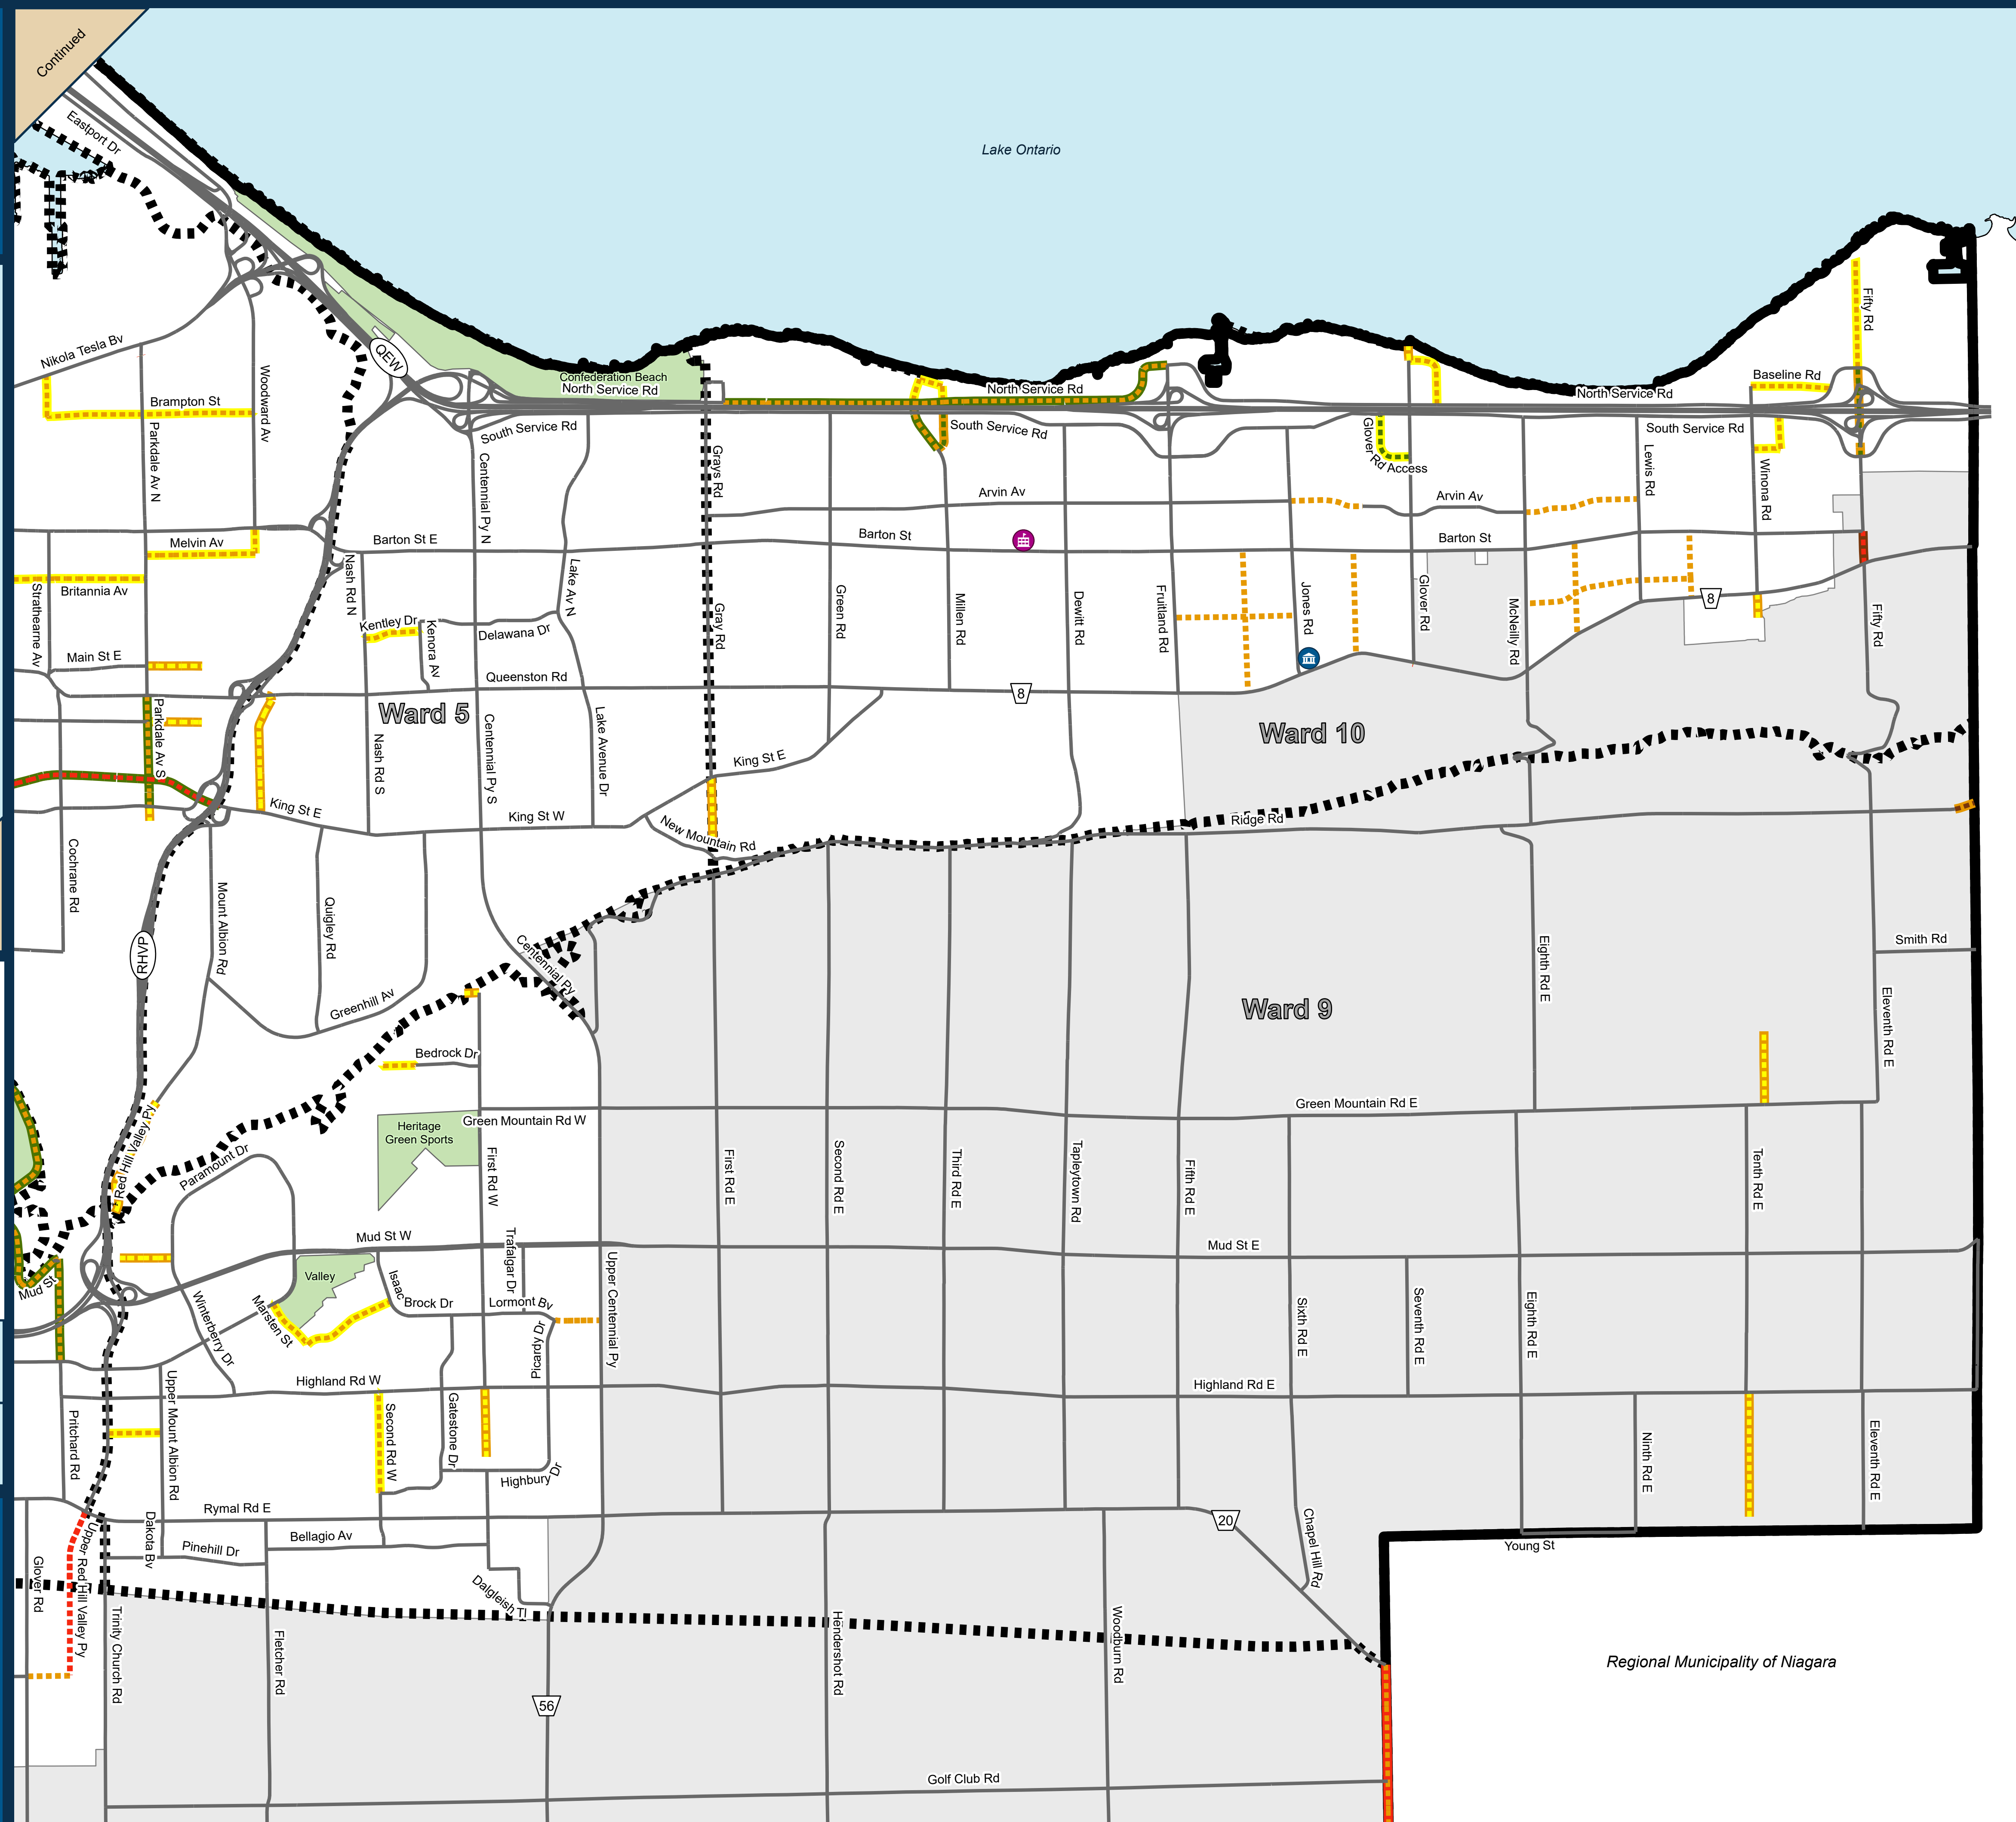 Continued
Eastport Dr
Lake Ontario
Nikola Tesla Bv
Woodward Av
QEW
Brampton St
Parkdale Av N
Confederation Beach
North Service Rd
North Service Rd
North Service Rd
Baseline Rd
Fifty Rd
South Service Rd
South Service Rd
South Service Rd
Glover Rd Access
Centennial Py N
Grays Rd
Arvin Av
Arvin Av
Lewis Rd
Winona Rd
Melvin Av
Barton St E
Barton St
Barton St
Strathearne Av
Britannia Av
Nash Rd N
Lake Av N
Kentley Dr
Kenora Av
Delawana Dr
Gray Rd
Green Rd
Millen Rd
Dewitt Rd
Fruitland Rd
Jones Rd
Glover Rd
McNeilly Rd
8
Fifty Rd
Main St E
Queenston Rd
8
Parkdale Av S
Ward 5
Ward 10
Nash Rd S
Centennial Py S
Lake Avenue Dr
King St E
King St E
King St W
New Mountain Rd
Ridge Rd
Cochrane Rd
Mount Albion Rd
Quigley Rd
RHVP
Centennial Py
Greenhill Av
Ward 9
Eighth Rd E
Smith Rd
Eleventh Rd E
Bedrock Dr
Red Hill Valley Py
Heritage
Green Sports
Green Mountain Rd W
Green Mountain Rd E
Paramount Dr
First Rd W
First Rd E
Second Rd E
Third Rd E
Tapleytown Rd
Fifth Rd E
Tenth Rd E
Mud St W
Mud St E
Mud St
Valley
Isaac
Brock Dr
Trafalgar Dr
Lormont Bv
Upper Centennial Py
Winterberry Dr
Marsten St
Picardy Dr
Sixth Rd E
Seventh Rd E
Eighth Rd E
Highland Rd W
Highland Rd E
Pritchard Rd
Upper Mount Albion Rd
Second Rd W
Gatestone Dr
Highbury Dr
Ninth Rd E
Eleventh Rd E
Rymal Rd E
Dakota Bv
Pinehill Dr
Bellagio Av
20
Chapel Hill Rd
Young St
Glover Rd
Upper Red Hill Valley Py
Dalgleish Tl
Trinity Church Rd
Fletcher Rd
Hendershot Rd
Woodburn Rd
Regional Municipality of Niagara
56
Golf Club Rd